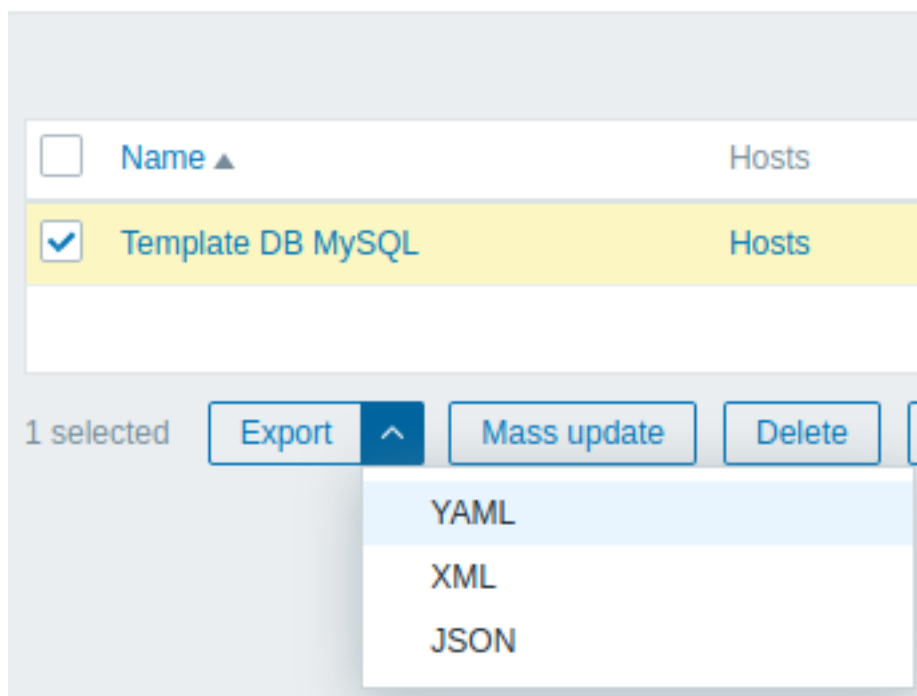 Name Hosts
Template DB MySQL Hosts
1 selected Export Mass update Delete
YAML
XML
JSON